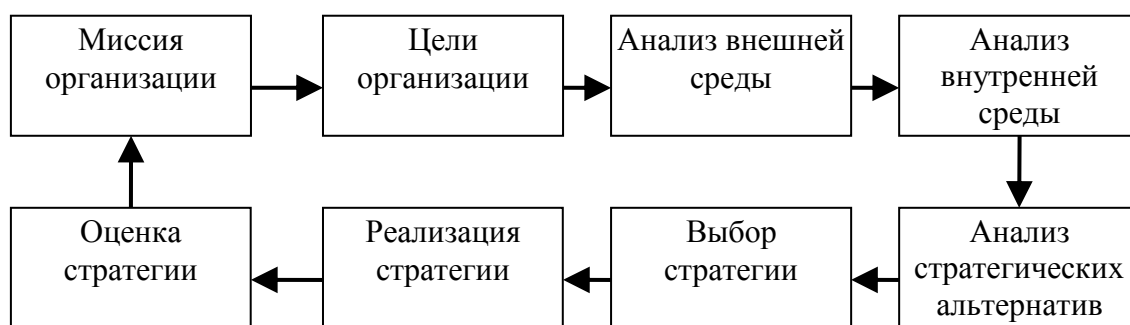 Миссия
организации
Цели
организации
Анализ внешней
среды
Анализ
внутренней
среды
Оценка
стратегии
Реализация
стратегии
Выбор
стратегии
Анализ
стратегических
альтернатив